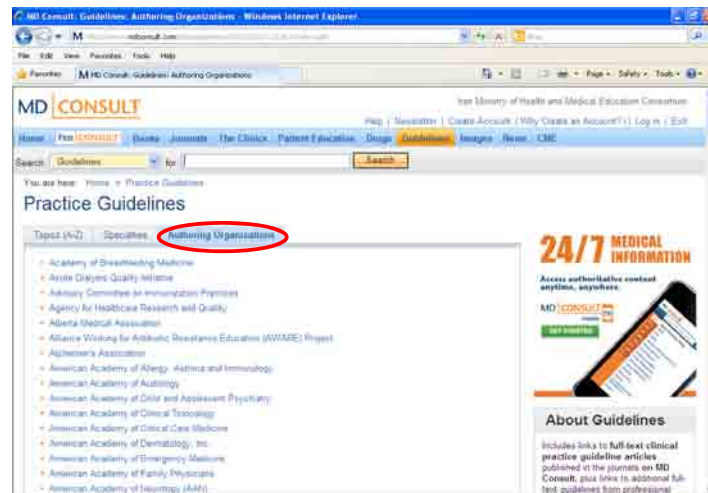 MD Consult: Guidelines: Authoring Organizations - Windows Internet Explorer
File Edit View Favorites Tools Help
Favorites MD Consult: Guidelines: Authoring Organizations
Page Safety Tools
MD CONSULT
Iran Ministry of Health and Medical Education Consortium
Help | Newsletter | Create Account (Why Create an Account?) | Log in | Exit
Home FirstCONSULT Books Journals The Clinics Patient Education Drugs Guidelines Images News CME
Search Guidelines for Search
You are here: Home > Practice Guidelines
Practice Guidelines
Topics (A-Z) Specialties Authoring Organizations
Academy of Breastfeeding Medicine
Acute Dialysis Quality Initiative
Advisory Committee on Immunization Practices
Agency for Healthcare Research and Quality
Alberta Medical Association
Alliance Working for Antibiotic Resistance Education (AWARE) Project
Alzheimer's Association
American Academy of Allergy, Asthma and Immunology
American Academy of Audiology
American Academy of Child and Adolescent Psychiatry
American Academy of Clinical Toxicology
American Academy of Critical Care Medicine
American Academy of Dermatology, Inc.
American Academy of Emergency Medicine
American Academy of Family Physicians
American Academy of Neurology (AAN)
24/7 MEDICAL INFORMATION
Access authoritative content
anytime, anywhere.
MD CONSULT
GET STARTED
About Guidelines
Includes links to full-text clinical
practice guideline articles
published in the journals on MD
Consult, plus links to additional full-
text guidelines from professional